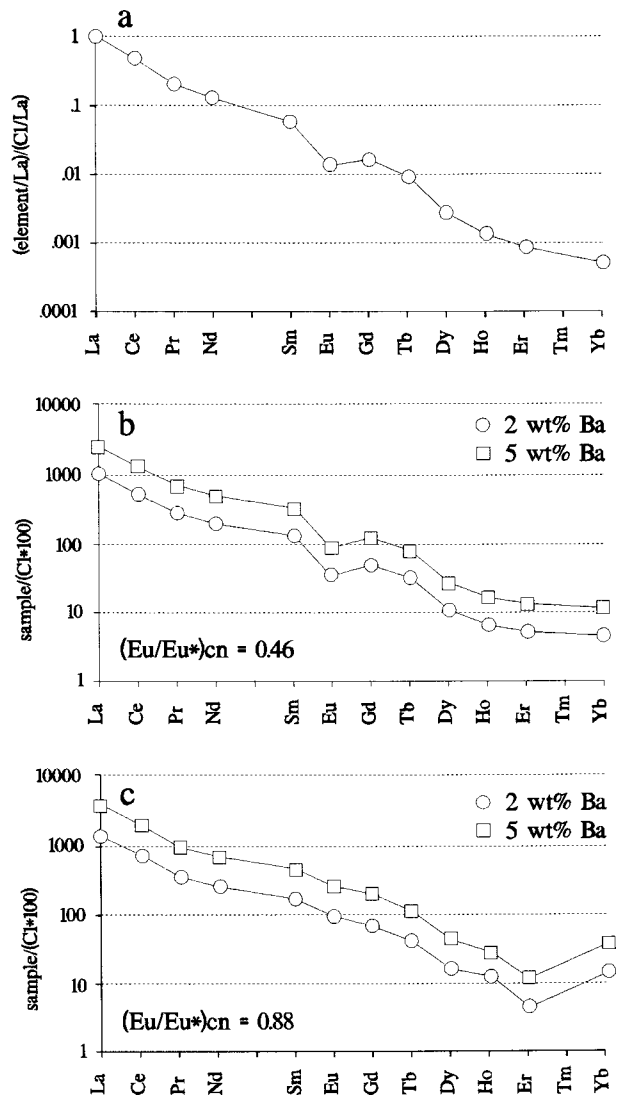 a
1
.1
.01
.001
.0001
(element/La)/(Cl/La)
La Ce Pr Nd Sm Eu Gd Tb Dy Ho Er Tm Yb
b
10000
1000
100
10
1
sample/(Cl*100)
2 wt% Ba
5 wt% Ba
(Eu/Eu*)cn = 0.46
La Ce Pr Nd Sm Eu Gd Tb Dy Ho Er Tm Yb
c
10000
1000
100
10
1
sample/(Cl*100)
2 wt% Ba
5 wt% Ba
(Eu/Eu*)cn = 0.88
La Ce Pr Nd Sm Eu Gd Tb Dy Ho Er Tm Yb